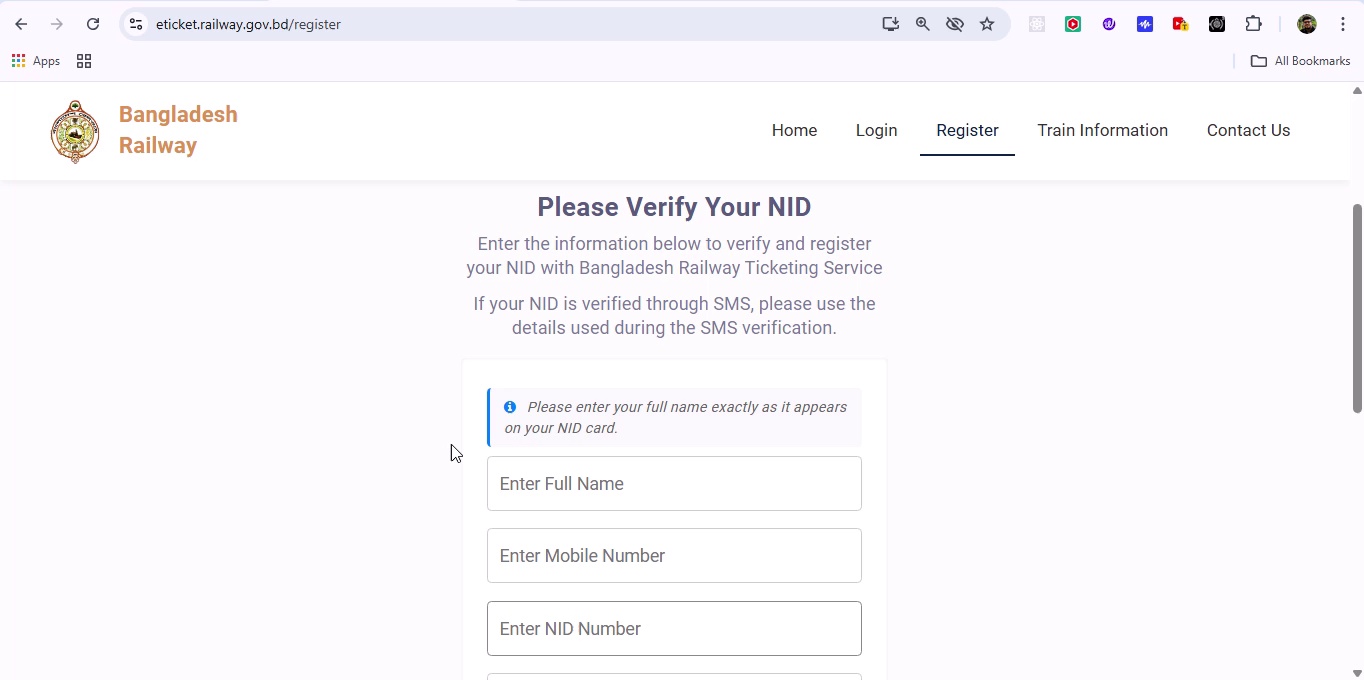 eticket.railway.gov.bd/register
Apps
All Bookmarks
Bangladesh
Railway
Home
Login
Register
Train Information
Contact Us
Please Verify Your NID
Enter the information below to verify and register
your NID with Bangladesh Railway Ticketing Service
If your NID is verified through SMS, please use the
details used during the SMS verification.
Please enter your full name exactly as it appears
on your NID card.
Enter Full Name
Enter Mobile Number
Enter NID Number